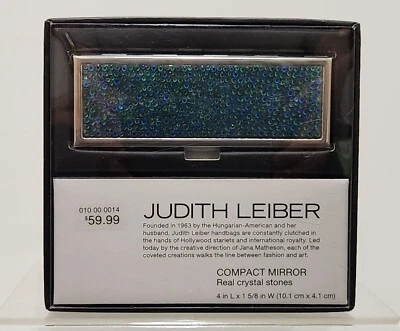 010 00 0014
$59.99
JUDITH LEIBER
Founded in 1963 by the Hungarian-American and her
husband, Judith Leiber handbags are constantly clutched in
the hands of Hollywood starlets and international royalty. Led
today by the creative direction of Jana Matheson, each of the
coveted creations walks the line between fashion and art.
COMPACT MIRROR
Real crystal stones
4 in L x 1 5/8 in W (10.1 cm x 4.1 cm)